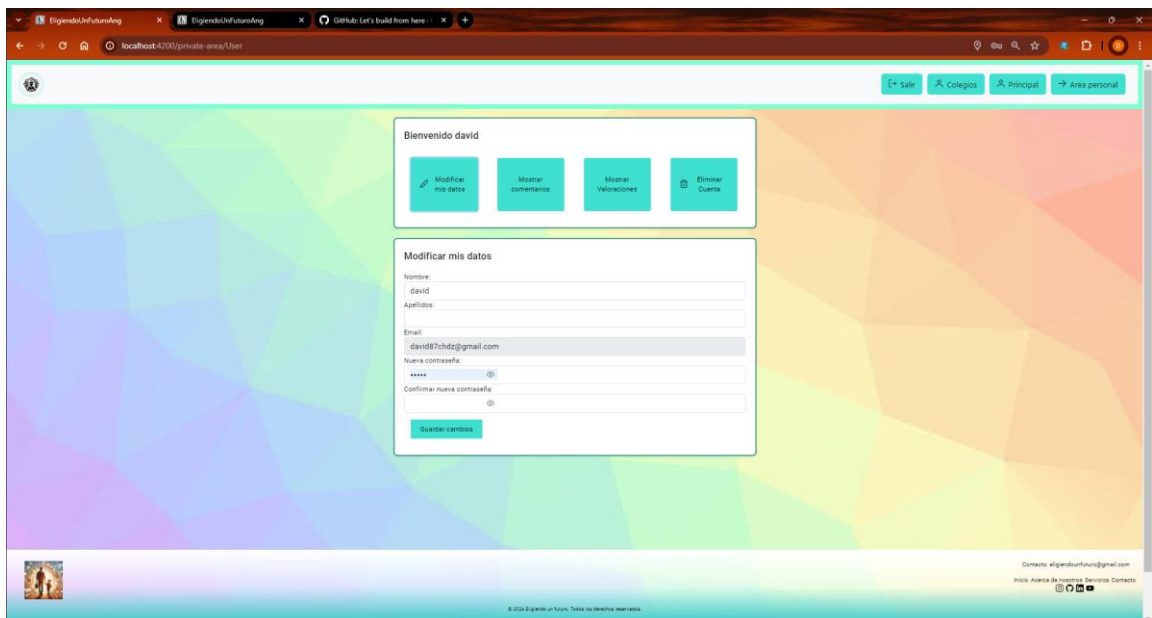 EligiendoUnFuturoAng EligiendoUnFuturoAng GitHub: Let's build from here ·
localhost:4200/private-area/User
Salir Colegios Principal Area personal
Bienvenido david
Modificar
mis datos
Mostrar
comentarios
Mostrar
Valoraciones
Eliminar
Cuenta
Modificar mis datos
Nombre:
david
Apellidos:
Email:
david87chdz@gmail.com
Nueva contraseña:
•••••
Confirmar nueva contraseña:
Guardar cambios
Contacto: eligiendounfuturo@gmail.com
Inicio Acerca de nosotros Servicios Contacto
© 2024 Eligiendo un futuro. Todos los derechos reservados.